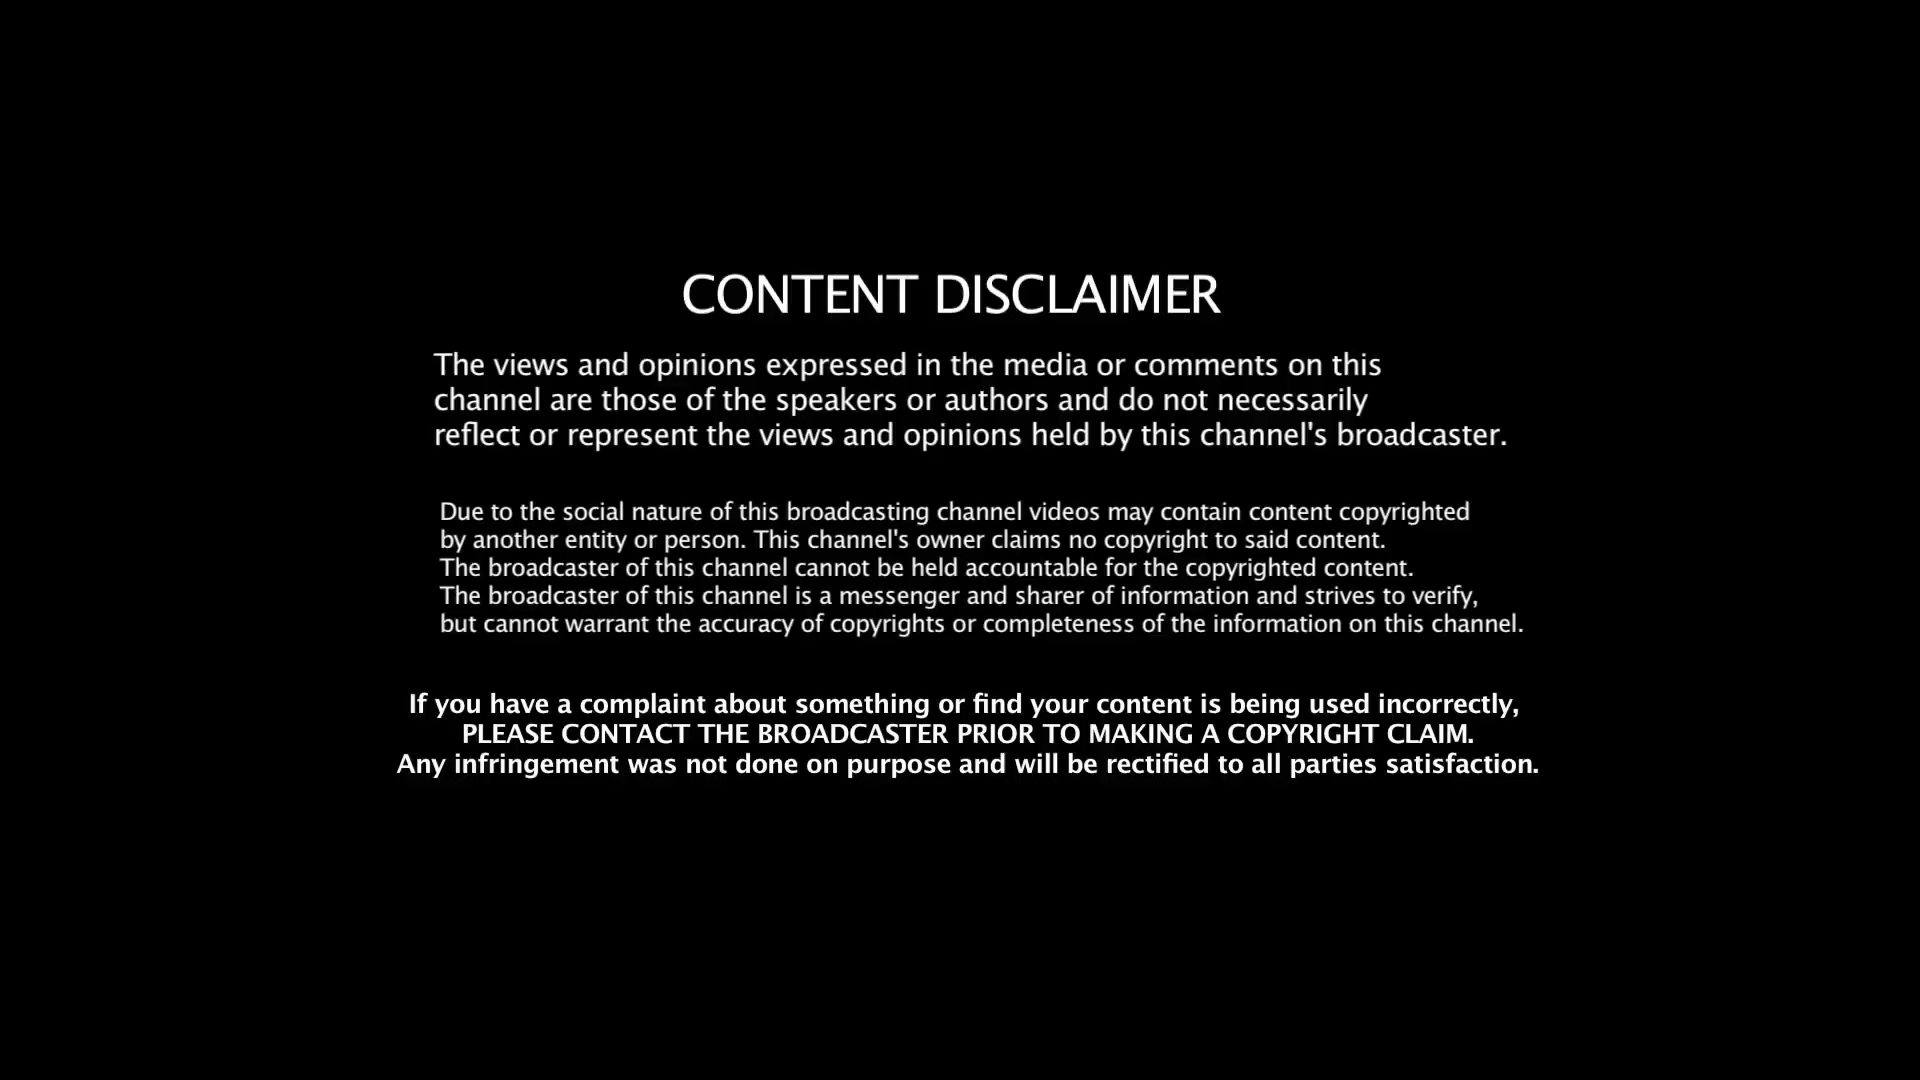 CONTENT DISCLAIMER
The views and opinions expressed in the media or comments on this
channel are those of the speakers or authors and do not necessarily
reflect or represent the views and opinions held by this channel's broadcaster.
Due to the social nature of this broadcasting channel videos may contain content copyrighted
by another entity or person. This channel's owner claims no copyright to said content.
The broadcaster of this channel cannot be held accountable for the copyrighted content.
The broadcaster of this channel is a messenger and sharer of information and strives to verify,
but cannot warrant the accuracy of copyrights or completeness of the information on this channel.
If you have a complaint about something or find your content is being used incorrectly,
PLEASE CONTACT THE BROADCASTER PRIOR TO MAKING A COPYRIGHT CLAIM.
Any infringement was not done on purpose and will be rectified to all parties satisfaction.